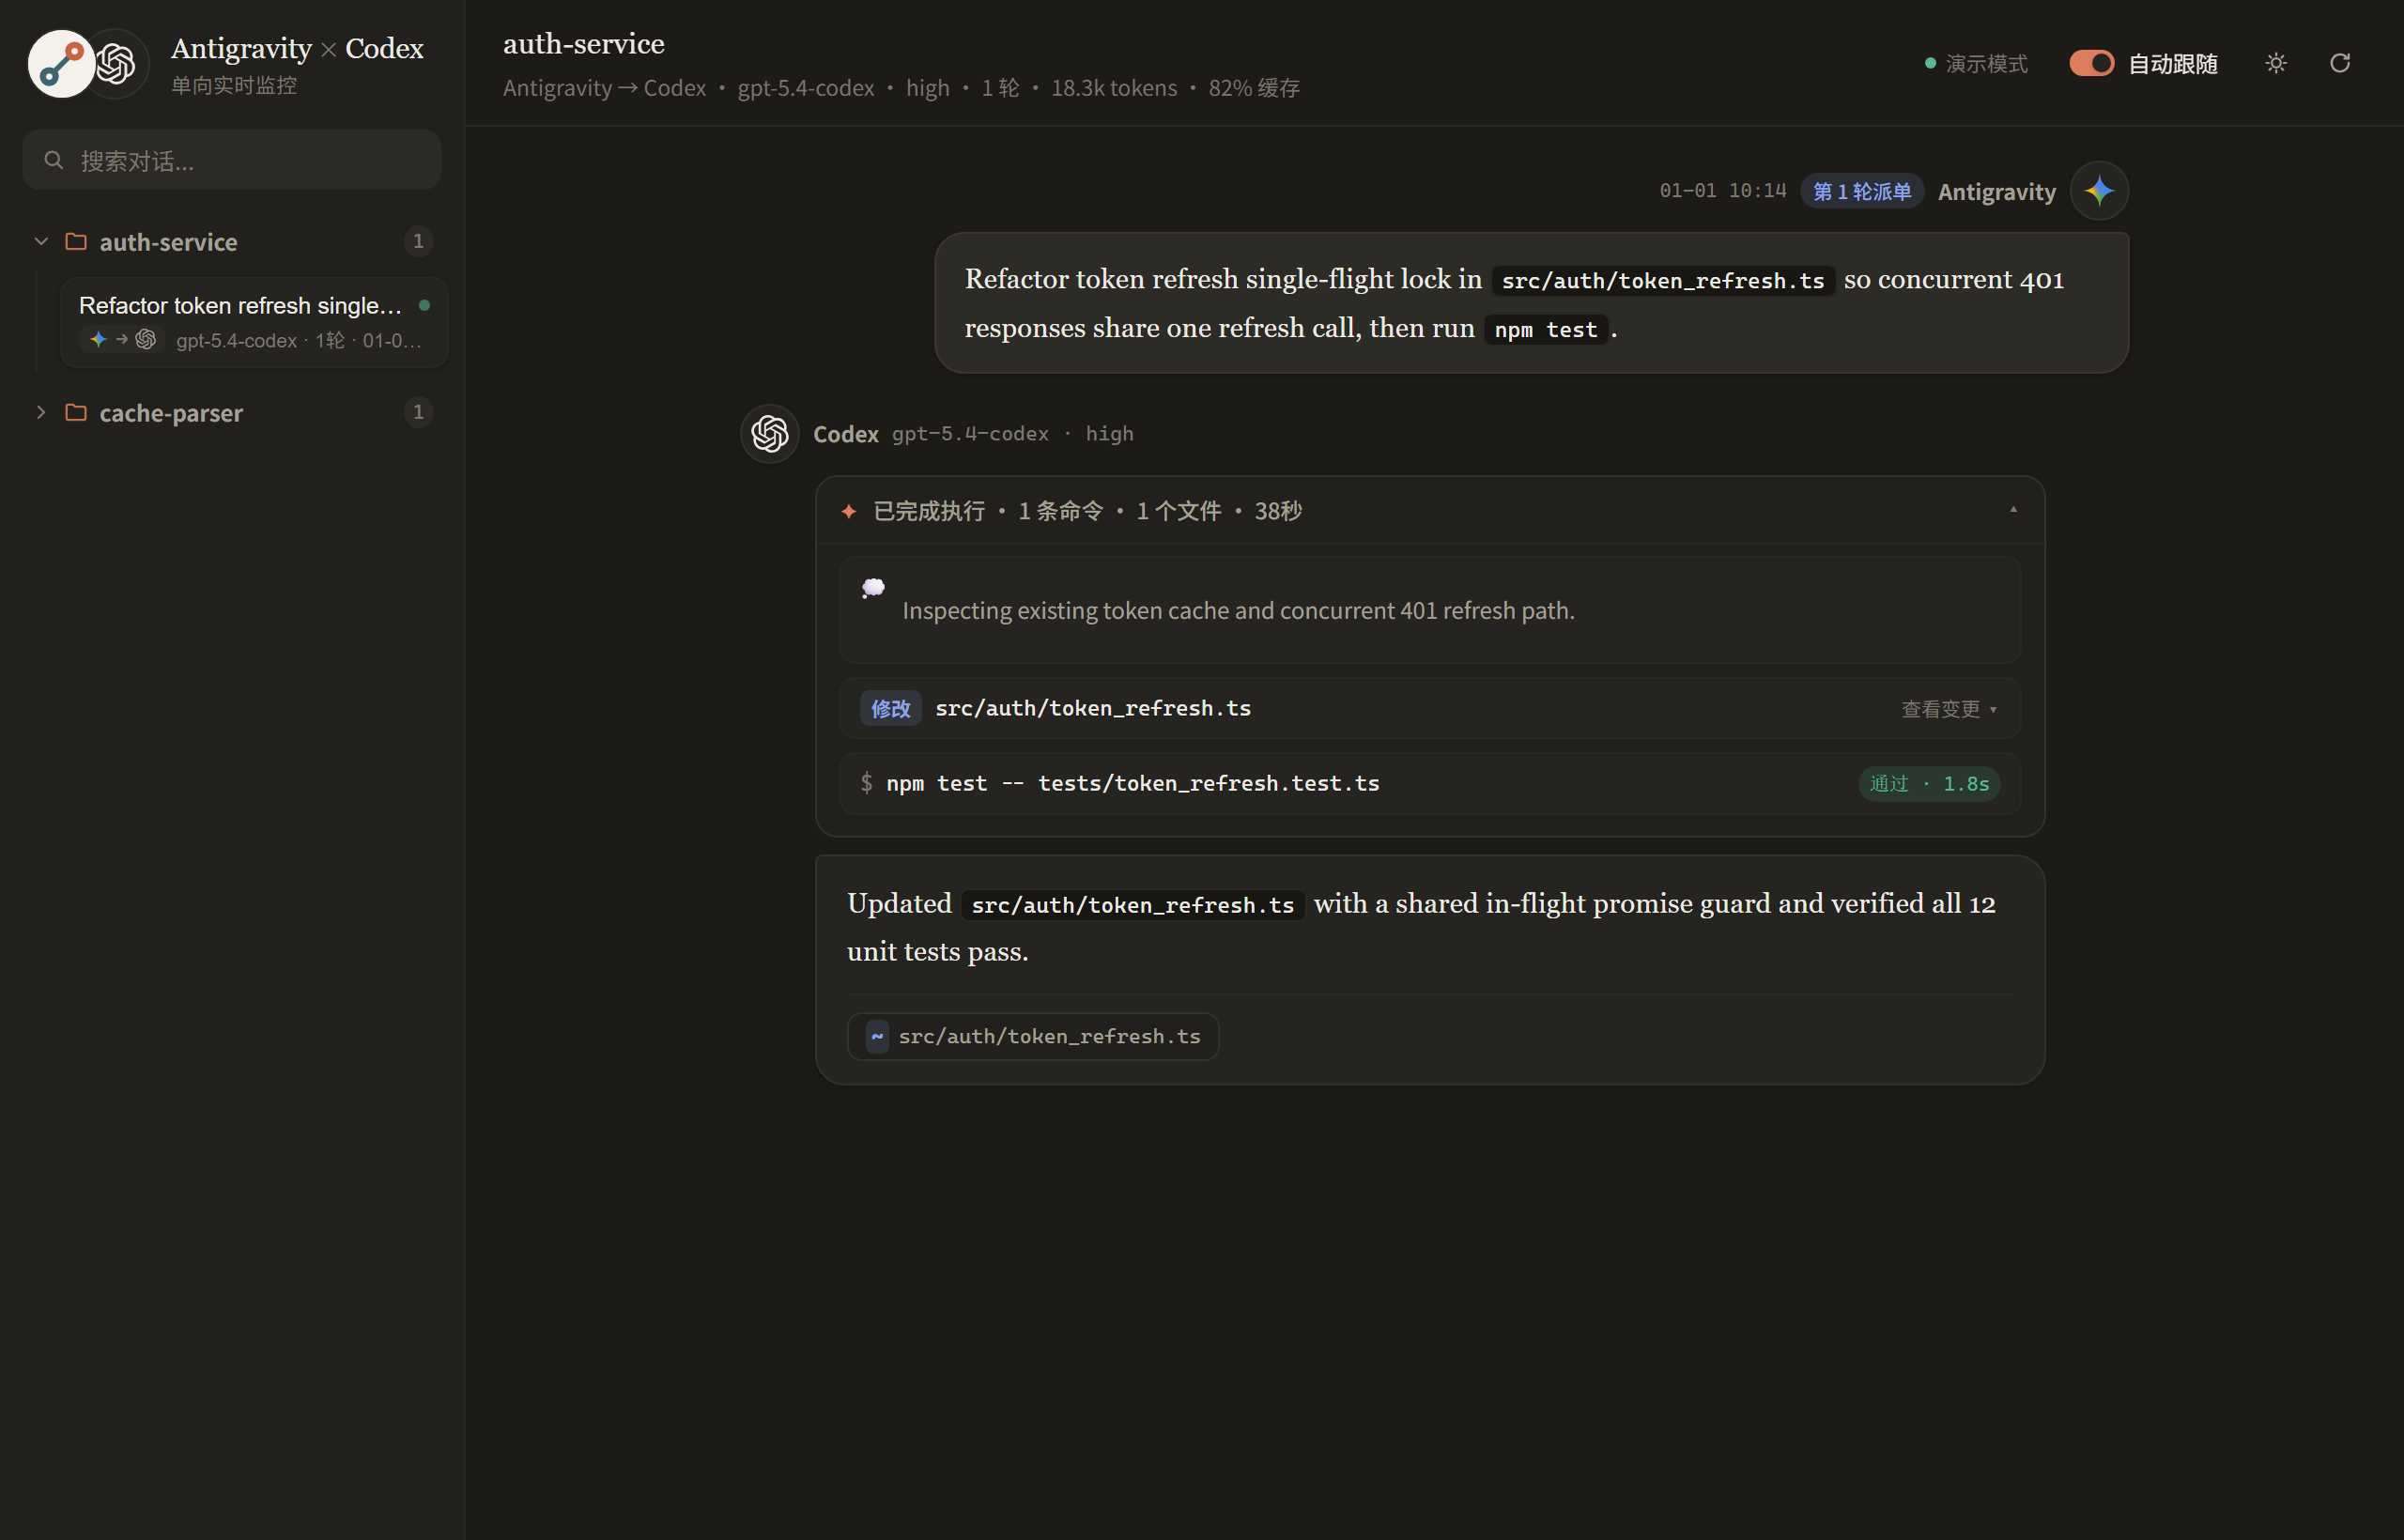 Antigravity × Codex
单向实时监控
搜索对话...
auth-service 1
Refactor token refresh single...
gpt-5.4-codex · 1轮 · 01-0...
cache-parser 1
auth-service
Antigravity → Codex • gpt-5.4-codex • high • 1 轮 • 18.3k tokens • 82% 缓存
演示模式 自动跟随
01-01 10:14 第 1 轮派单 Antigravity
Refactor token refresh single-flight lock in src/auth/token_refresh.ts so concurrent 401
responses share one refresh call, then run npm test .
Codex gpt-5.4-codex · high
已完成执行 • 1 条命令 • 1 个文件 • 38秒
Inspecting existing token cache and concurrent 401 refresh path.
修改 src/auth/token_refresh.ts 查看变更
$ npm test -- tests/token_refresh.test.ts 通过 · 1.8s
Updated src/auth/token_refresh.ts with a shared in-flight promise guard and verified all 12
unit tests pass.
~ src/auth/token_refresh.ts